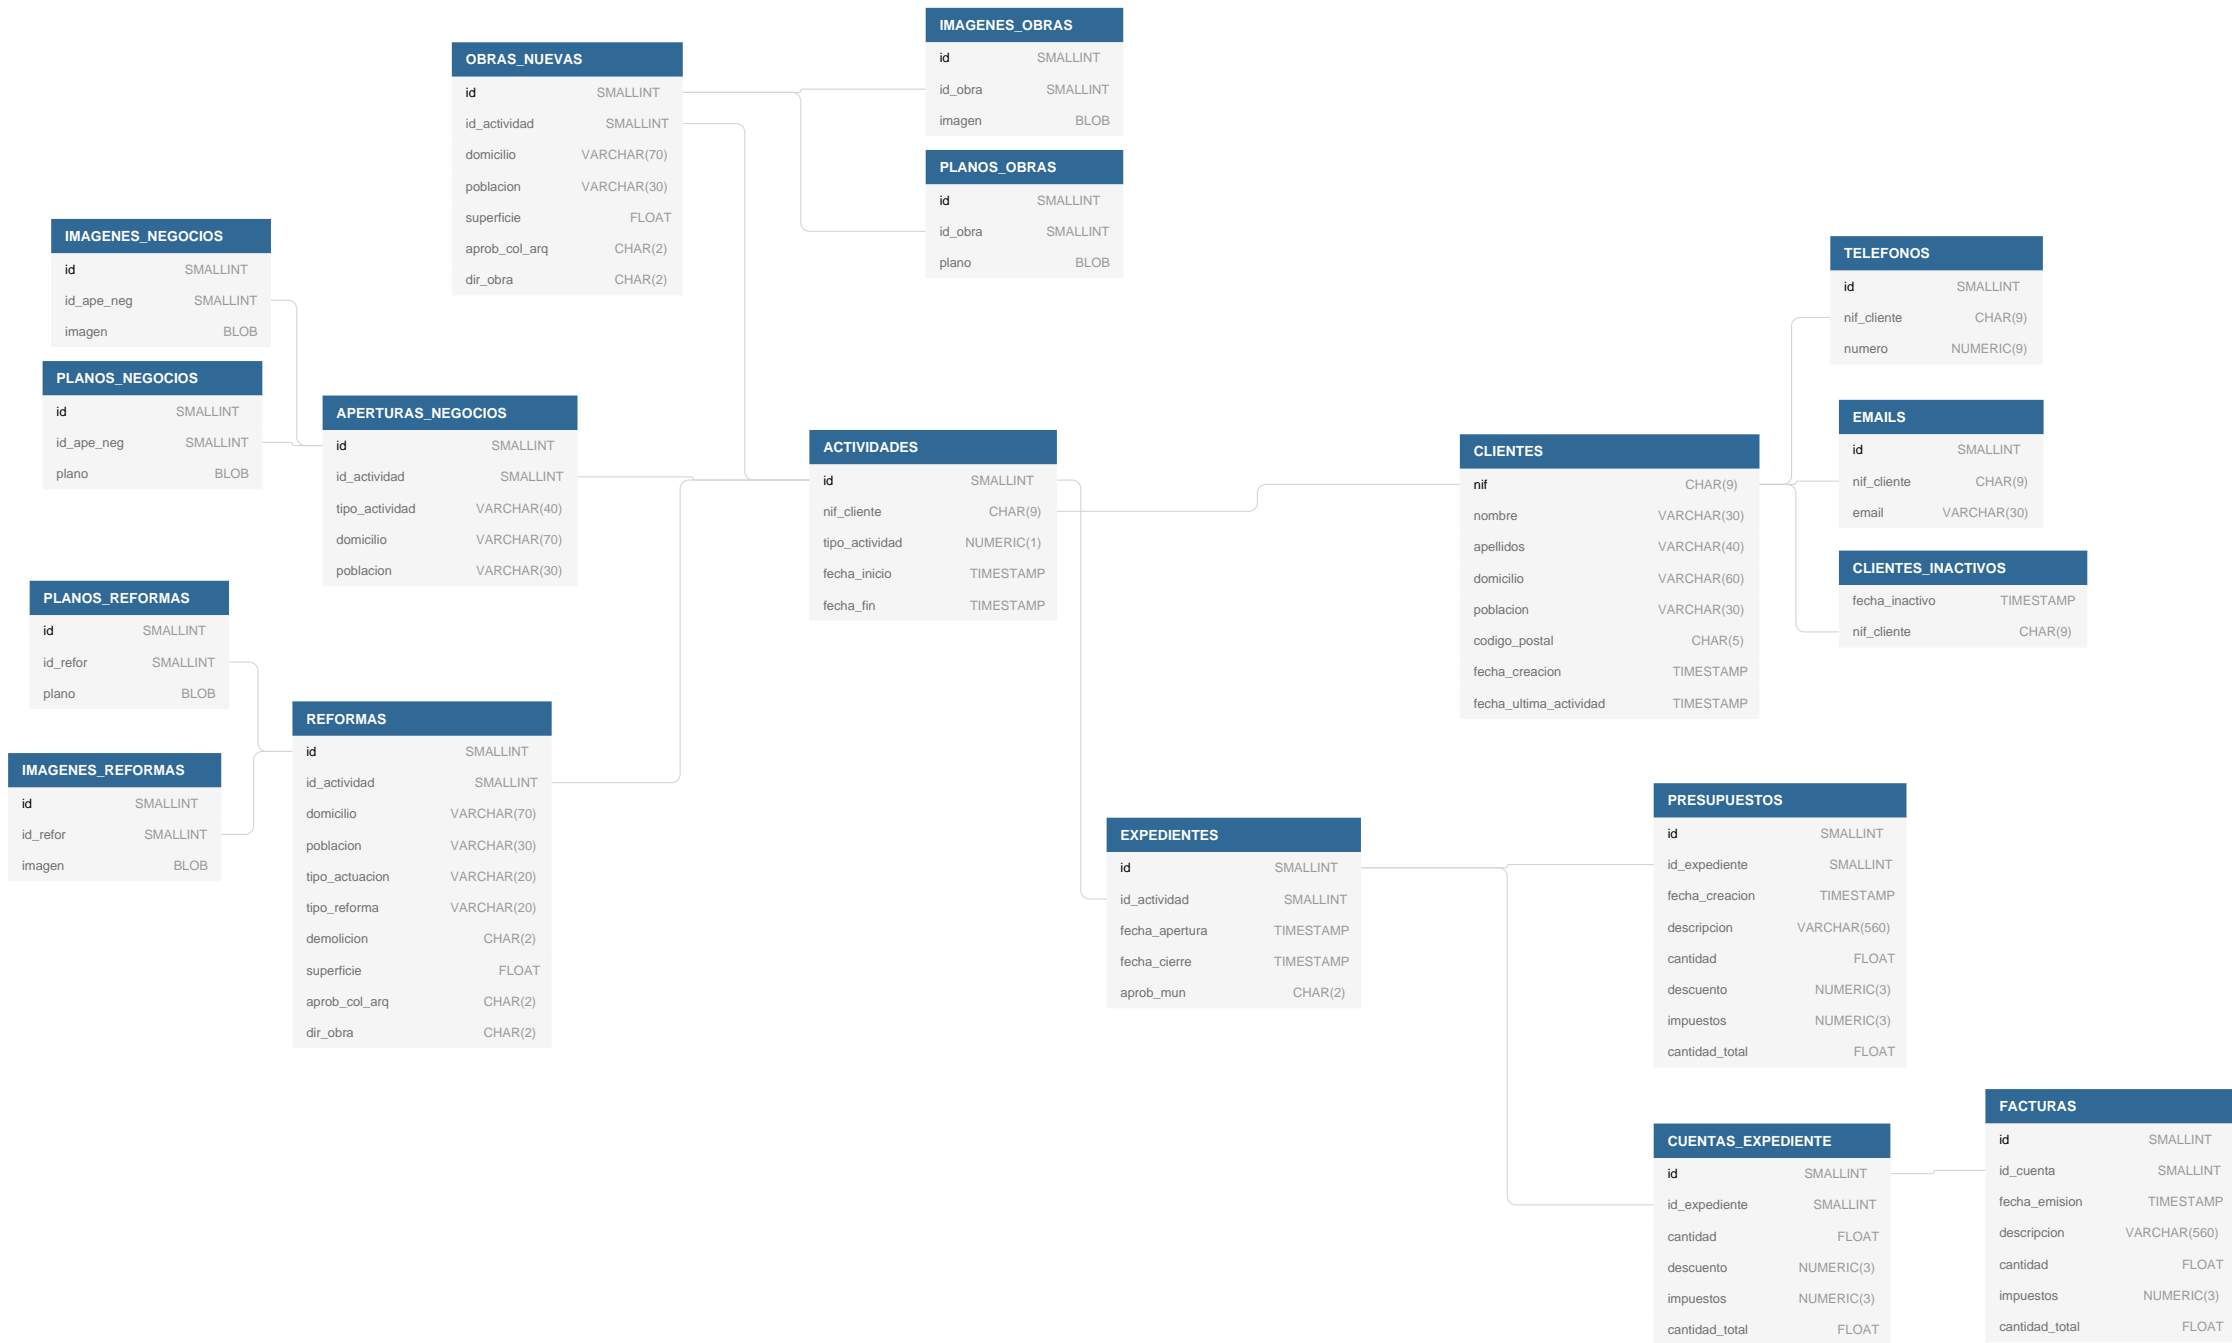 IMAGENES_OBRAS
id SMALLINT
id_obra SMALLINT
imagen BLOB
OBRAS_NUEVAS
id SMALLINT
id_actividad SMALLINT
domicilio VARCHAR(70)
poblacion VARCHAR(30)
superficie FLOAT
aprob_col_arq CHAR(2)
dir_obra CHAR(2)
PLANOS_OBRAS
id SMALLINT
id_obra SMALLINT
plano BLOB
IMAGENES_NEGOCIOS
id SMALLINT
id_ape_neg SMALLINT
imagen BLOB
TELEFONOS
id SMALLINT
nif_cliente CHAR(9)
numero NUMERIC(9)
PLANOS_NEGOCIOS
id SMALLINT
id_ape_neg SMALLINT
plano BLOB
APERTURAS_NEGOCIOS
id SMALLINT
id_actividad SMALLINT
tipo_actividad VARCHAR(40)
domicilio VARCHAR(70)
poblacion VARCHAR(30)
ACTIVIDADES
id SMALLINT
nif_cliente CHAR(9)
tipo_actividad NUMERIC(1)
fecha_inicio TIMESTAMP
fecha_fin TIMESTAMP
CLIENTES
nif CHAR(9)
nombre VARCHAR(30)
apellidos VARCHAR(40)
domicilio VARCHAR(60)
poblacion VARCHAR(30)
codigo_postal CHAR(5)
fecha_creacion TIMESTAMP
fecha_ultima_actividad TIMESTAMP
EMAILS
id SMALLINT
nif_cliente CHAR(9)
email VARCHAR(30)
CLIENTES_INACTIVOS
fecha_inactivo TIMESTAMP
nif_cliente CHAR(9)
PLANOS_REFORMAS
id SMALLINT
id_refor SMALLINT
plano BLOB
IMAGENES_REFORMAS
id SMALLINT
id_refor SMALLINT
imagen BLOB
REFORMAS
id SMALLINT
id_actividad SMALLINT
domicilio VARCHAR(70)
poblacion VARCHAR(30)
tipo_actuacion VARCHAR(20)
tipo_reforma VARCHAR(20)
demolicion CHAR(2)
superficie FLOAT
aprob_col_arq CHAR(2)
dir_obra CHAR(2)
EXPEDIENTES
id SMALLINT
id_actividad SMALLINT
fecha_apertura TIMESTAMP
fecha_cierre TIMESTAMP
aprob_mun CHAR(2)
PRESUPUESTOS
id SMALLINT
id_expediente SMALLINT
fecha_creacion TIMESTAMP
descripcion VARCHAR(560)
cantidad FLOAT
descuento NUMERIC(3)
impuestos NUMERIC(3)
cantidad_total FLOAT
CUENTAS_EXPEDIENTE
id SMALLINT
id_expediente SMALLINT
cantidad FLOAT
descuento NUMERIC(3)
impuestos NUMERIC(3)
cantidad_total FLOAT
FACTURAS
id SMALLINT
id_cuenta SMALLINT
fecha_emision TIMESTAMP
descripcion VARCHAR(560)
cantidad FLOAT
impuestos NUMERIC(3)
cantidad_total FLOAT